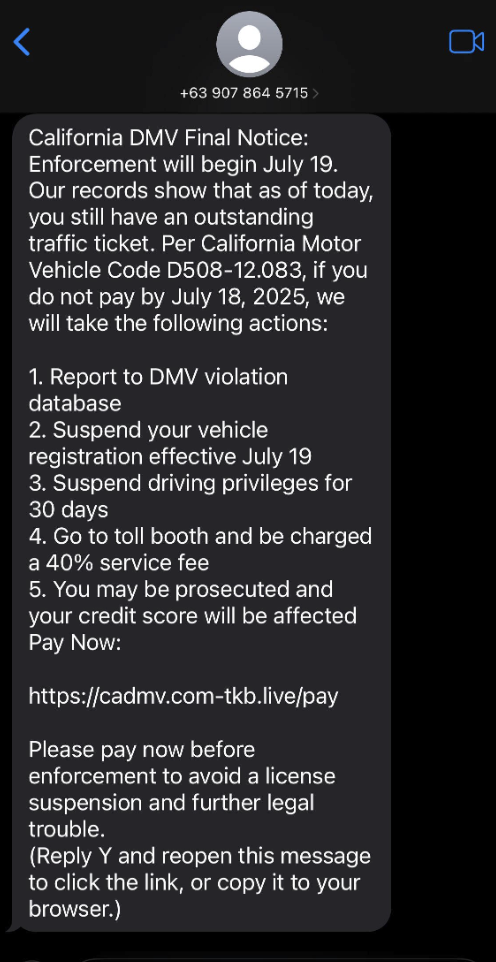 +63 907 864 5715
California DMV Final Notice:
Enforcement will begin July 19.
Our records show that as of today,
you still have an outstanding
traffic ticket. Per California Motor
Vehicle Code D508-12.083, if you
do not pay by July 18, 2025, we
will take the following actions:
1. Report to DMV violation
database
2. Suspend your vehicle
registration effective July 19
3. Suspend driving privileges for
30 days
4. Go to toll booth and be charged
a 40% service fee
5. You may be prosecuted and
your credit score will be affected
Pay Now:
https://cadmv.com-tkb.live/pay
Please pay now before
enforcement to avoid a license
suspension and further legal
trouble.
(Reply Y and reopen this message
to click the link, or copy it to your
browser.)